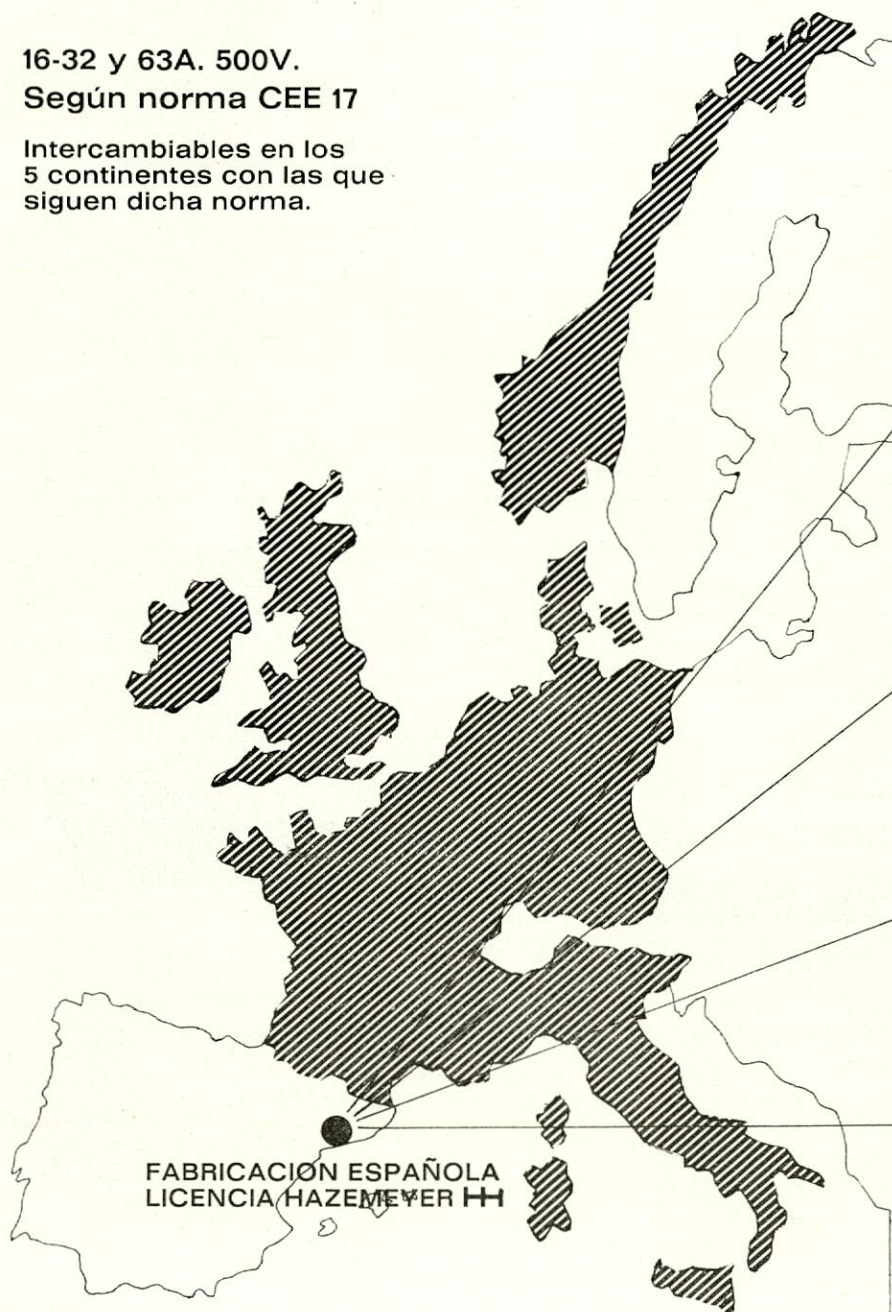 16-32 y 63A. 500V.
Según norma CEE 17
Intercambiables en los
5 continentes con las que
siguen dicha norma.
FABRICACION ESPAÑOLA
LICENCIA HAZEMEYER